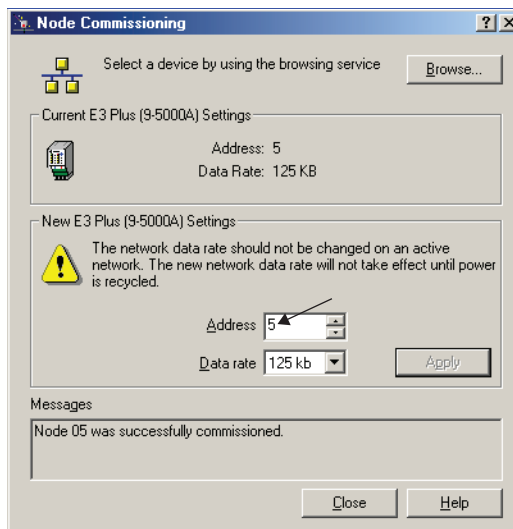 Node Commissioning
Select a device by using the browsing service
Browse...
Current E3 Plus (9-5000A) Settings
Address: 5
Data Rate: 125 KB
New E3 Plus (9-5000A) Settings
The network data rate should not be changed on an active
network. The new network data rate will not take effect until power
is recycled.
Address 5
Data rate 125 kb
Apply
Messages
Node 05 was successfully commissioned.
Close Help